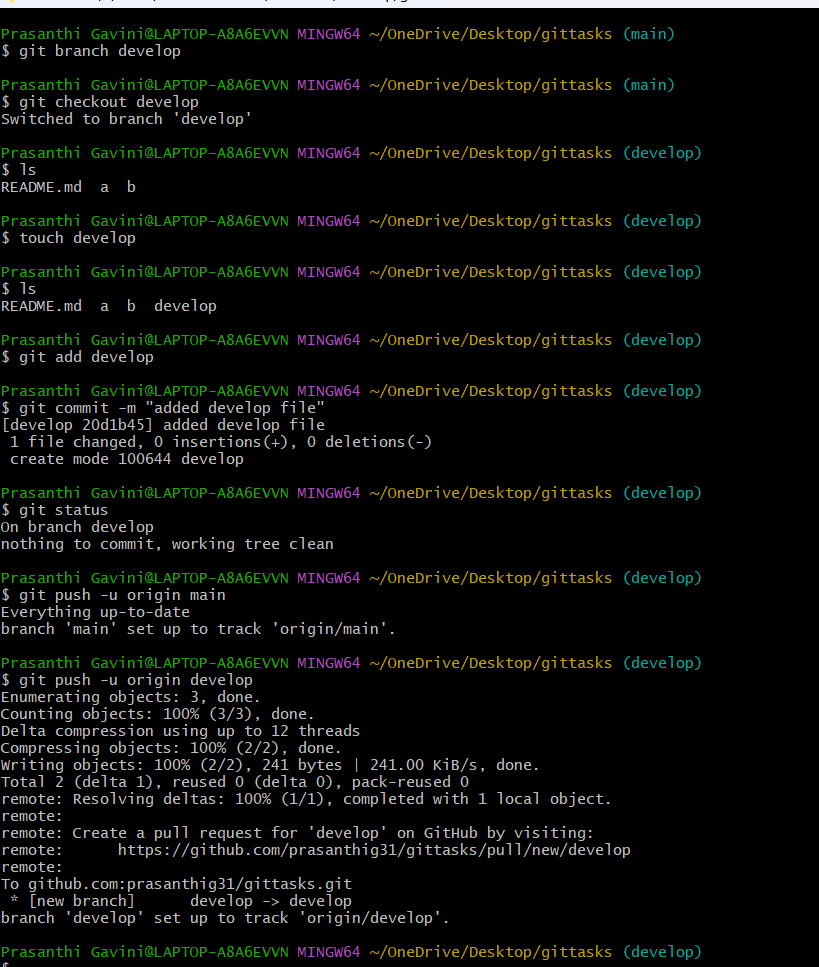 Prasanthi Gavini@LAPTOP-A8A6EVVN MINGW64 ~/OneDrive/Desktop/gittasks (main)
$ git branch develop
Prasanthi Gavini@LAPTOP-A8A6EVVN MINGW64 ~/OneDrive/Desktop/gittasks (main)
$ git checkout develop
Switched to branch 'develop'
Prasanthi Gavini@LAPTOP-A8A6EVVN MINGW64 ~/OneDrive/Desktop/gittasks (develop)
$ ls
README.md  a  b
Prasanthi Gavini@LAPTOP-A8A6EVVN MINGW64 ~/OneDrive/Desktop/gittasks (develop)
$ touch develop
Prasanthi Gavini@LAPTOP-A8A6EVVN MINGW64 ~/OneDrive/Desktop/gittasks (develop)
$ ls
README.md  a  b  develop
Prasanthi Gavini@LAPTOP-A8A6EVVN MINGW64 ~/OneDrive/Desktop/gittasks (develop)
$ git add develop
Prasanthi Gavini@LAPTOP-A8A6EVVN MINGW64 ~/OneDrive/Desktop/gittasks (develop)
$ git commit -m "added develop file"
[develop 20d1b45] added develop file
 1 file changed, 0 insertions(+), 0 deletions(-)
 create mode 100644 develop
Prasanthi Gavini@LAPTOP-A8A6EVVN MINGW64 ~/OneDrive/Desktop/gittasks (develop)
$ git status
On branch develop
nothing to commit, working tree clean
Prasanthi Gavini@LAPTOP-A8A6EVVN MINGW64 ~/OneDrive/Desktop/gittasks (develop)
$ git push -u origin main
Everything up-to-date
branch 'main' set up to track 'origin/main'.
Prasanthi Gavini@LAPTOP-A8A6EVVN MINGW64 ~/OneDrive/Desktop/gittasks (develop)
$ git push -u origin develop
Enumerating objects: 3, done.
Counting objects: 100% (3/3), done.
Delta compression using up to 12 threads
Compressing objects: 100% (2/2), done.
Writing objects: 100% (2/2), 241 bytes | 241.00 KiB/s, done.
Total 2 (delta 1), reused 0 (delta 0), pack-reused 0
remote: Resolving deltas: 100% (1/1), completed with 1 local object.
remote:
remote: Create a pull request for 'develop' on GitHub by visiting:
remote:      https://github.com/prasanthig31/gittasks/pull/new/develop
remote:
To github.com:prasanthig31/gittasks.git
 * [new branch]      develop -> develop
branch 'develop' set up to track 'origin/develop'.
Prasanthi Gavini@LAPTOP-A8A6EVVN MINGW64 ~/OneDrive/Desktop/gittasks (develop)
$